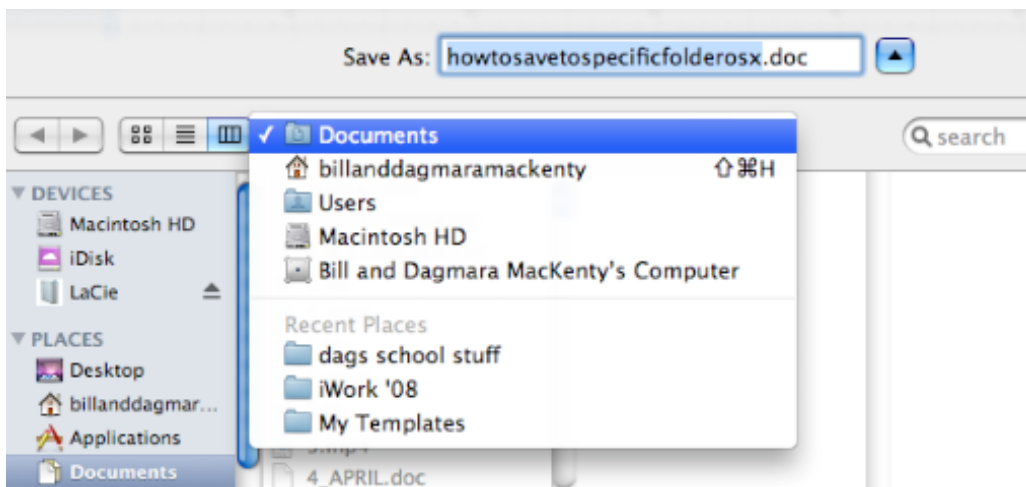 Save As: howtosavetospecificfolderosx.doc
search
Documents
billanddagmaramackenty ⇧⌘H
Users
Macintosh HD
Bill and Dagmara MacKenty's Computer
Recent Places
dags school stuff
iWork '08
My Templates
DEVICES
Macintosh HD
iDisk
LaCie
PLACES
Desktop
billanddagmar...
Applications
Documents
4_APRIL.doc